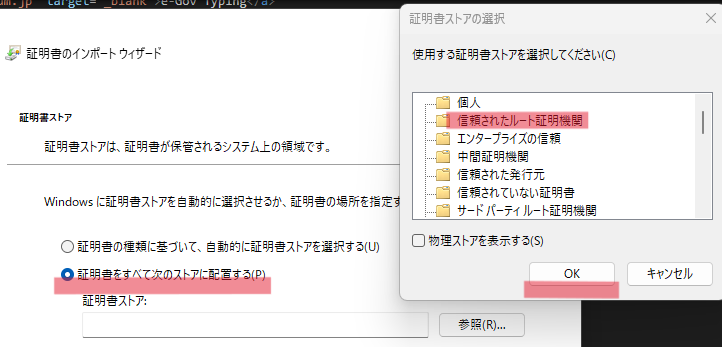 um.jp" target="_blank">e-Gov Typing</a>
証明書のインポート ウィザード
証明書ストア
証明書ストアは、証明書が保管されるシステム上の領域です。
Windows に証明書ストアを自動的に選択させるか、証明書の場所を指定す
証明書の種類に基づいて、自動的に証明書ストアを選択する(U)
証明書をすべて次のストアに配置する(P)
証明書ストア:
参照(R)...
証明書ストアの選択
使用する証明書ストアを選択してください(C)
個人
信頼されたルート証明機関
エンタープライズの信頼
中間証明機関
信頼された発行元
信頼されていない証明書
サード パーティ ルート証明機関
物理ストアを表示する(S)
OK
キャンセル